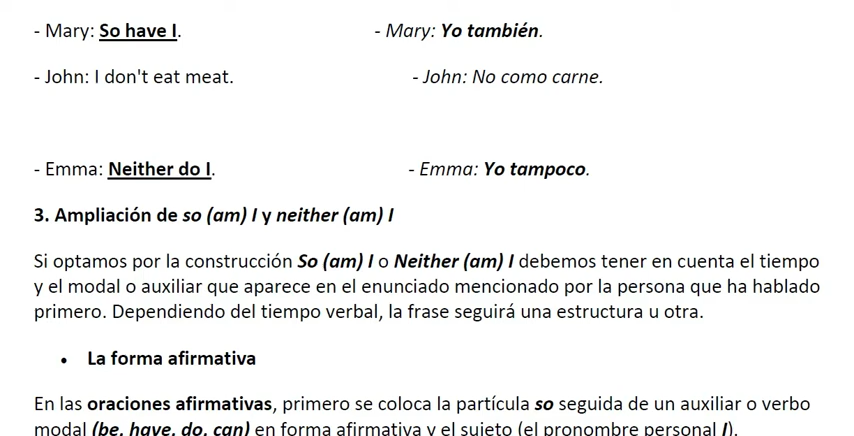 - Mary: So have I. - Mary: Yo también.
- John: I don't eat meat. - John: No como carne.
- Emma: Neither do I. - Emma: Yo tampoco.
3. Ampliación de so (am) I y neither (am) I
Si optamos por la construcción So (am) I o Neither (am) I debemos tener en cuenta el tiempo
y el modal o auxiliar que aparece en el enunciado mencionado por la persona que ha hablado
primero. Dependiendo del tiempo verbal, la frase seguirá una estructura u otra.
• La forma afirmativa
En las oraciones afirmativas, primero se coloca la partícula so seguida de un auxiliar o verbo
modal (be, have, do, can) en forma afirmativa y el sujeto (el pronombre personal I).